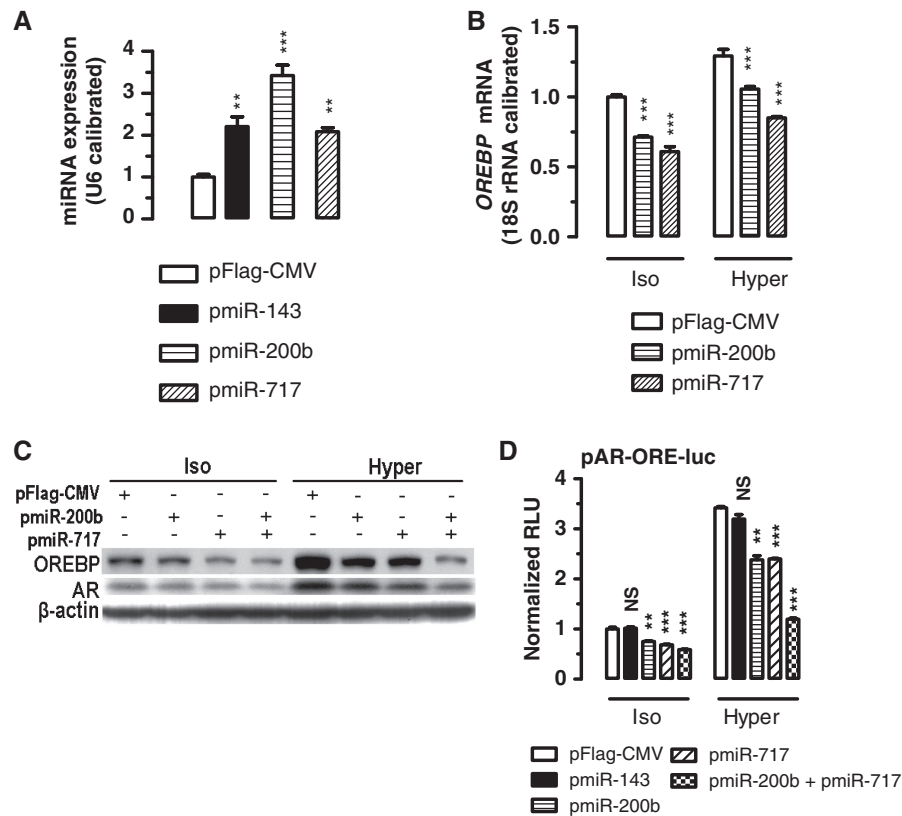 A
miRNA expression
(U6 calibrated)
4
3
2
1
0
**
***
**
pFlag-CMV
pmiR-143
pmiR-200b
pmiR-717
B
OREBP mRNA
(18S rRNA calibrated)
1.5
1.0
0.5
0.0
***
***
***
***
Iso
Hyper
pFlag-CMV
pmiR-200b
pmiR-717
C
Iso Hyper
pFlag-CMV + - - - + - - -
pmiR-200b - + - + - + - +
pmiR-717 - - + + - - + +
OREBP
AR
β-actin
D
pAR-ORE-luc
Normalized RLU
4
3
2
1
0
NS
**
***
***
NS
**
***
***
Iso
Hyper
pFlag-CMV
pmiR-143
pmiR-200b
pmiR-717
pmiR-200b + pmiR-717